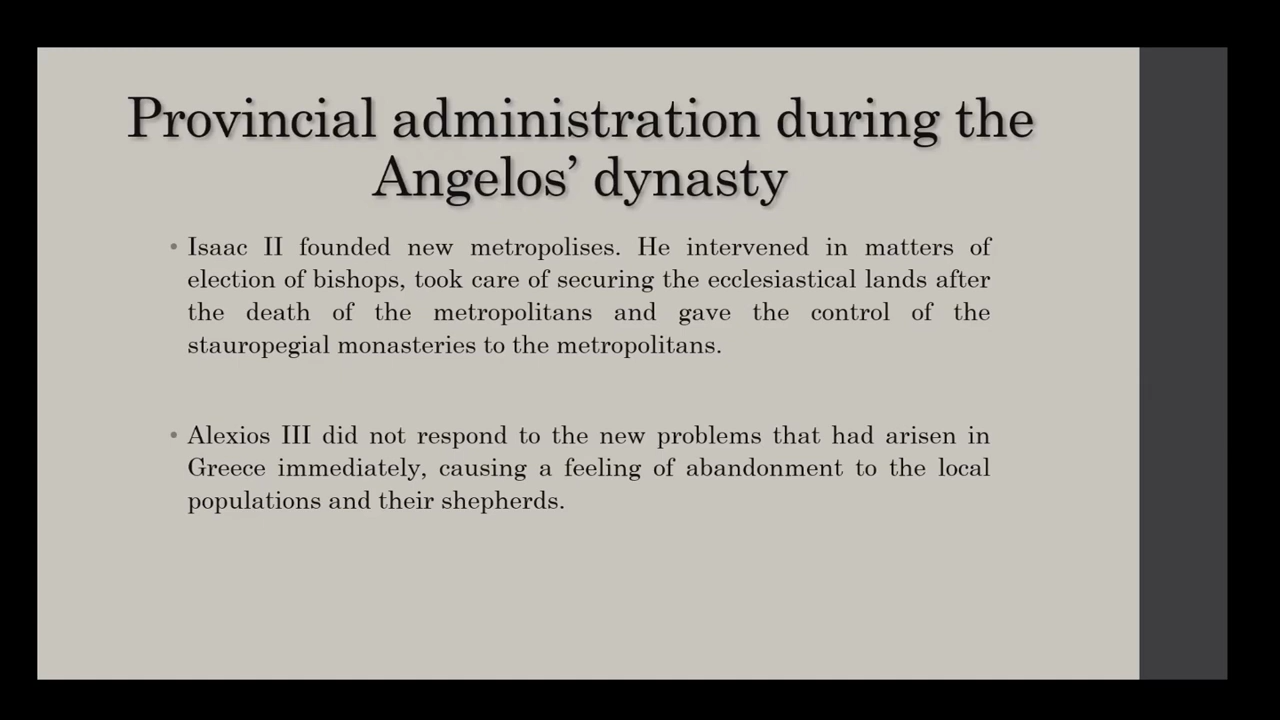 Provincial administration during the
Angelos’ dynasty
• Isaac II founded new metropolises. He intervened in matters of
election of bishops, took care of securing the ecclesiastical lands after
the death of the metropolitans and gave the control of the
stauropegial monasteries to the metropolitans.
• Alexios III did not respond to the new problems that had arisen in
Greece immediately, causing a feeling of abandonment to the local
populations and their shepherds.